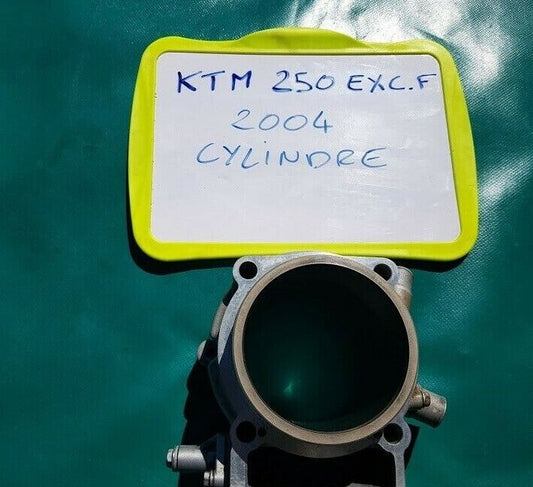 KTM 250 EXC.F
2004
CYLINDRE